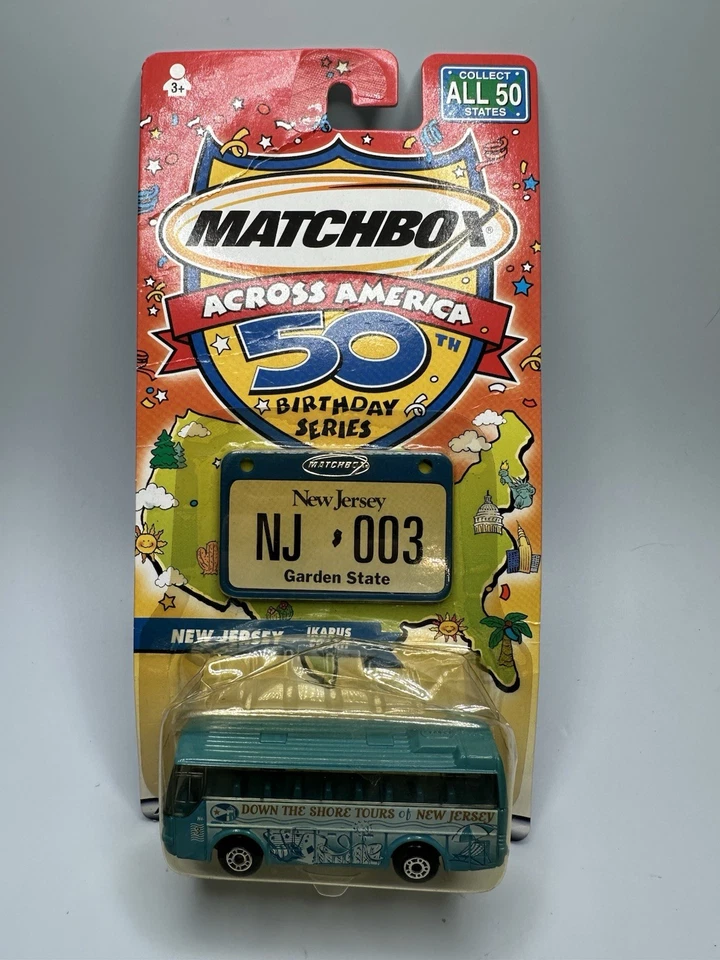 3+
COLLECT
ALL 50
STATES
MATCHBOX®
ACROSS AMERICA
50TH
BIRTHDAY
SERIES
MATCHBOX
New Jersey
NJ 003
Garden State
NEW JERSEY IKARUS
DOWN THE SHORE TOURS of NEW JERSEY